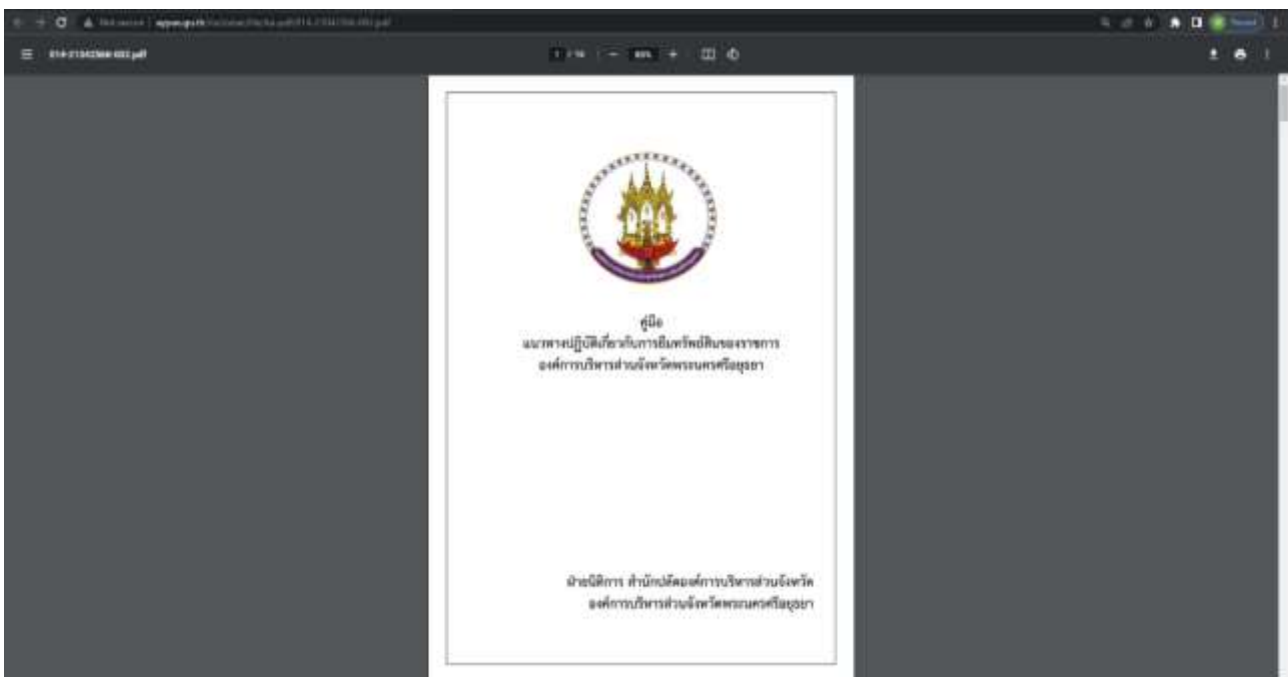 Not secure
คู่มือ
แนวทางปฏิบัติเกี่ยวกับการยืมทรัพย์สินของราชการ
องค์การบริหารส่วนจังหวัดพระนครศรีอยุธยา
ฝ่ายนิติการ สำนักปลัดองค์การบริหารส่วนจังหวัด
องค์การบริหารส่วนจังหวัดพระนครศรีอยุธยา